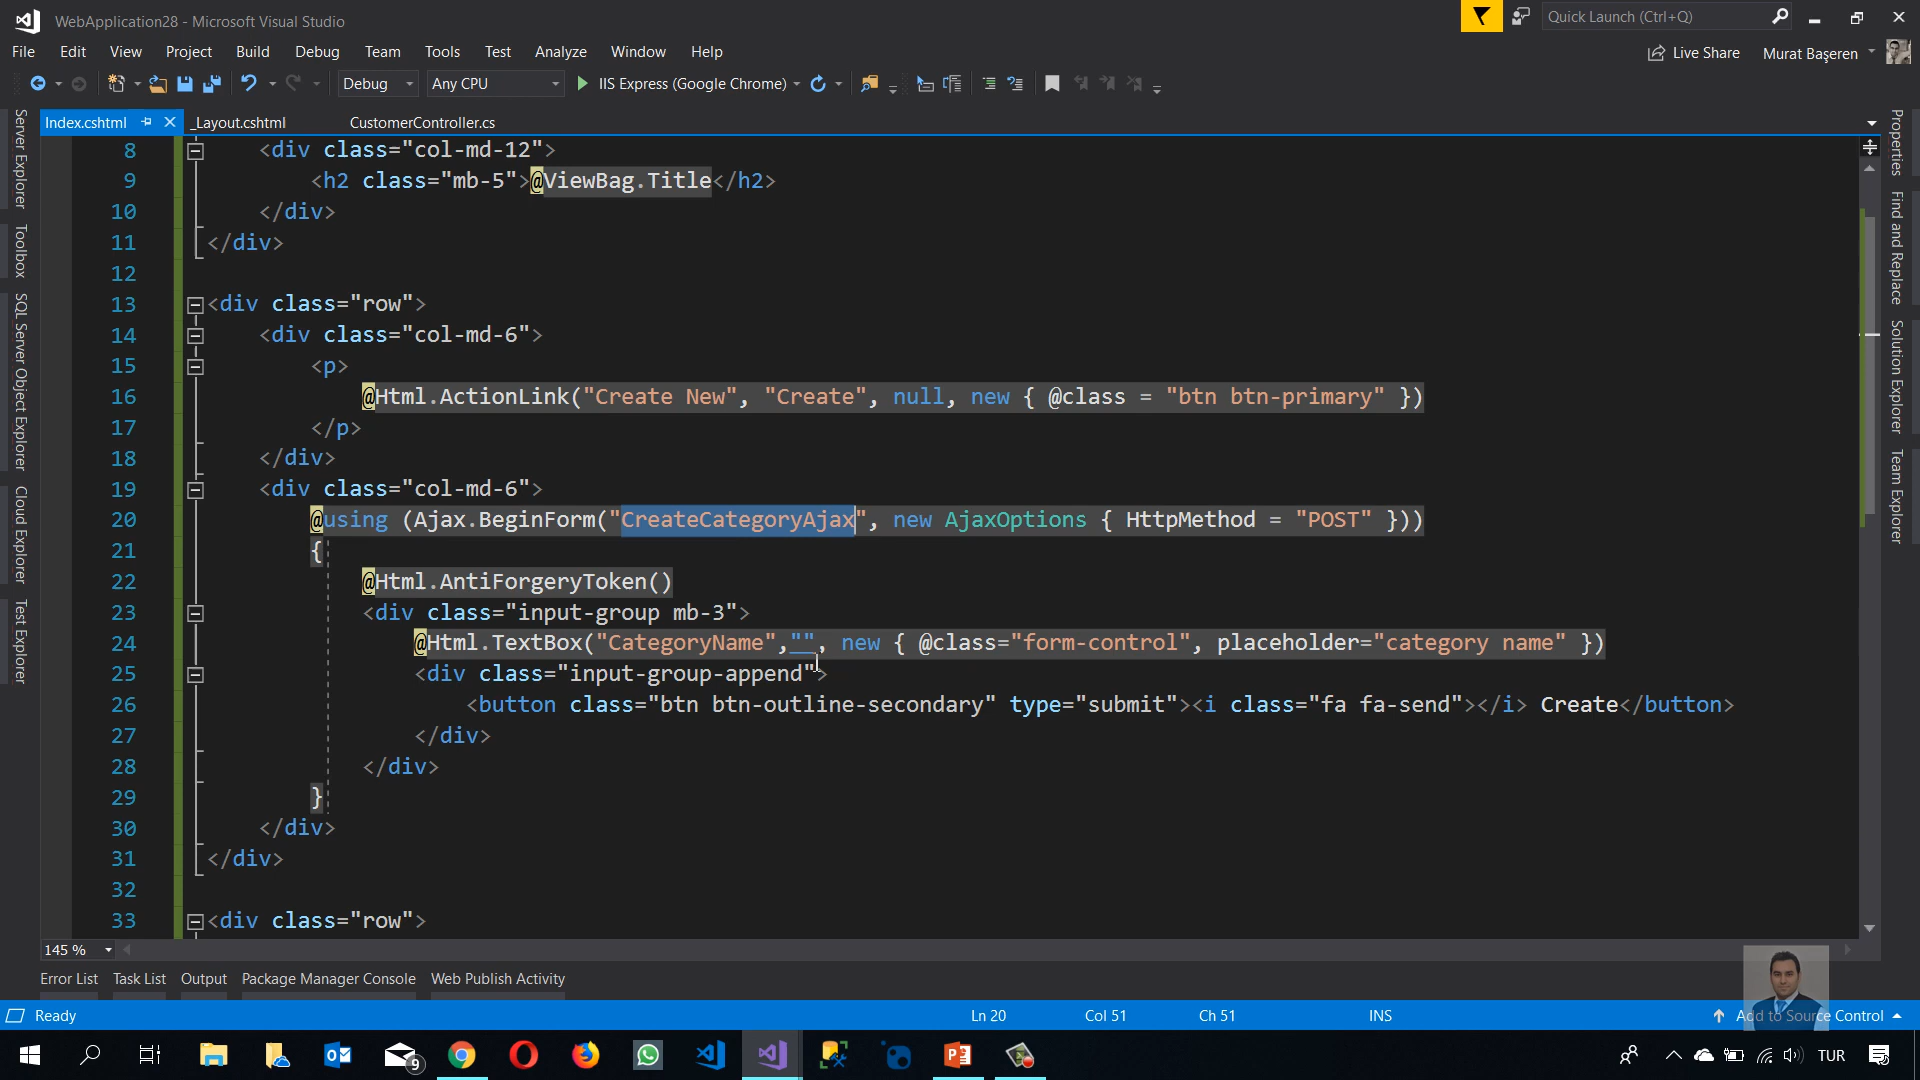 WebApplication28 - Microsoft Visual Studio
Quick Launch (Ctrl+Q)
File Edit View Project Build Debug Team Tools Test Analyze Window Help
Live Share Murat Başeren
Debug Any CPU IIS Express (Google Chrome)
Index.cshtml _Layout.cshtml CustomerController.cs
Server Explorer
Toolbox
SQL Server Object Explorer
Cloud Explorer
Test Explorer
8 <div class="col-md-12">
9 <h2 class="mb-5">@ViewBag.Title</h2>
10 </div>
11 </div>
12
13 <div class="row">
14 <div class="col-md-6">
15 <p>
16 @Html.ActionLink("Create New", "Create", null, new { @class = "btn btn-primary" })
17 </p>
18 </div>
19 <div class="col-md-6">
20 @using (Ajax.BeginForm("CreateCategoryAjax", new AjaxOptions { HttpMethod = "POST" }))
21 {
22 @Html.AntiForgeryToken()
23 <div class="input-group mb-3">
24 @Html.TextBox("CategoryName","", new { @class="form-control", placeholder="category name" })
25 <div class="input-group-append">
26 <button class="btn btn-outline-secondary" type="submit"><i class="fa fa-send"></i> Create</button>
27 </div>
28 </div>
29 }
30 </div>
31 </div>
32
33 <div class="row">
Properties
Find and Replace
Solution Explorer
Team Explorer
145 %
Error List Task List Output Package Manager Console Web Publish Activity
Ready Ln 20 Col 51 Ch 51 INS Add to Source Control
9 TUR